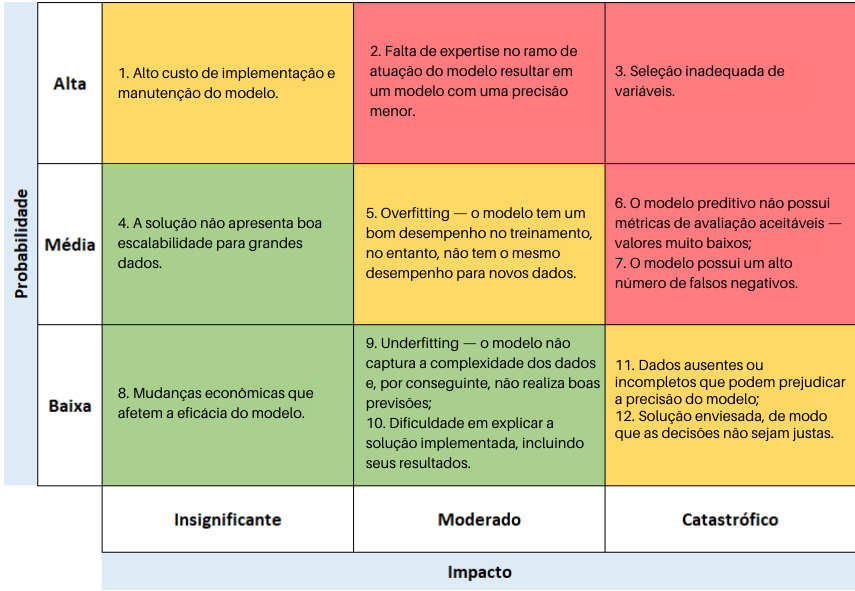 Probabilidade
Alta
1. Alto custo de implementação e
manutenção do modelo.
2. Falta de expertise no ramo de
atuação do modelo resultar em
um modelo com uma precisão
menor.
3. Seleção inadequada de
variáveis.
Média
4. A solução não apresenta boa
escalabilidade para grandes
dados.
5. Overfitting — o modelo tem um
bom desempenho no treinamento,
no entanto, não tem o mesmo
desempenho para novos dados.
6. O modelo preditivo não possui
métricas de avaliação aceitáveis —
valores muito baixos;
7. O modelo possui um alto
número de falsos negativos.
Baixa
8. Mudanças econômicas que
afetem a eficácia do modelo.
9. Underfitting — o modelo não
captura a complexidade dos dados
e, por conseguinte, não realiza boas
previsões;
10. Dificuldade em explicar a
solução implementada, incluindo
seus resultados.
11. Dados ausentes ou
incompletos que podem prejudicar
a precisão do modelo;
12. Solução enviesada, de modo
que as decisões não sejam justas.
Insignificante
Moderado
Catastrófico
Impacto